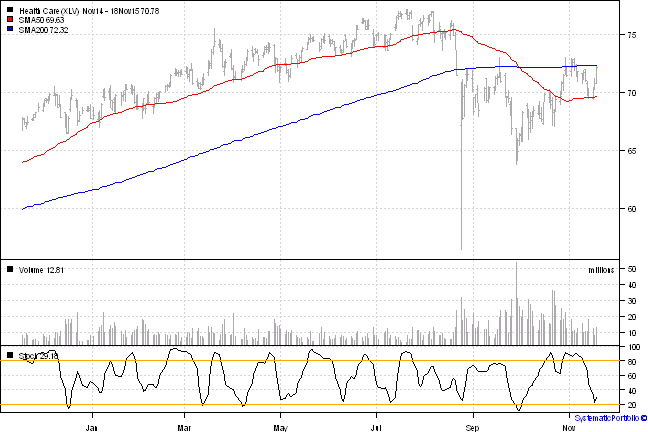 Health Care (XLV) Nov14 - 18Nov15 70.78
SMA50 69.63
SMA200 72.32
75
70
65
60
Volume 12.81
millions
50
40
30
20
10
Stoch 29.18
100
80
60
40
20
Jan
Mar
May
Jul
Sep
Nov
SystematicPortfolio ©